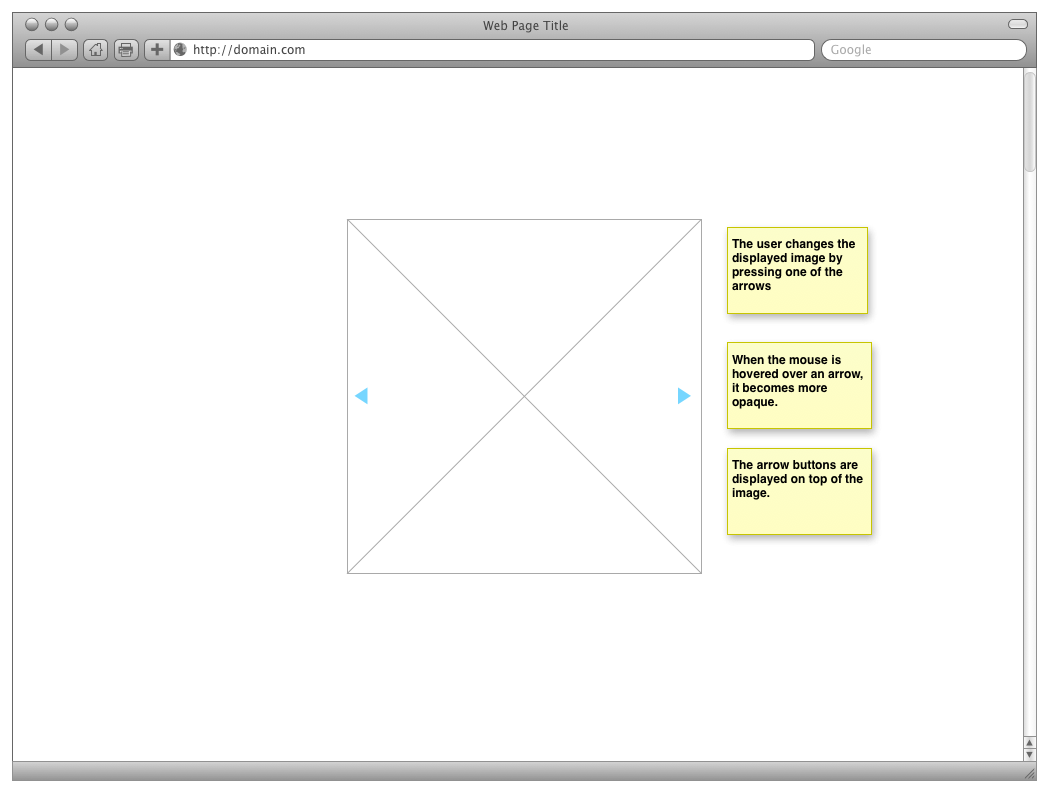 Web Page Title
http://domain.com
Google
The user changes the
displayed image by
pressing one of the
arrows
When the mouse is
hovered over an arrow,
it becomes more
opaque.
The arrow buttons are
displayed on top of the
image.